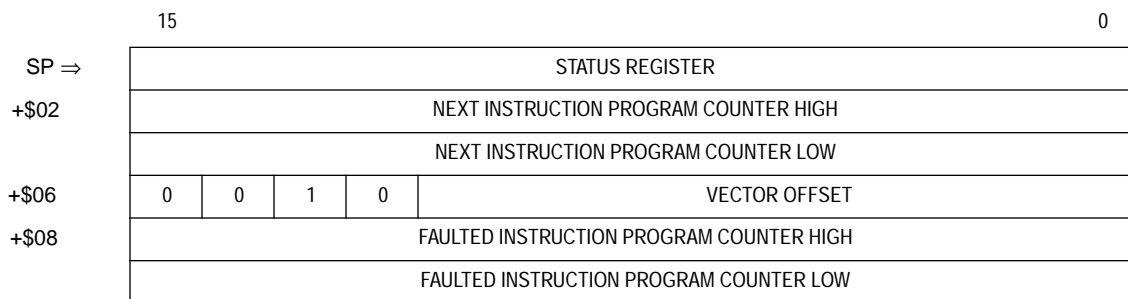 15 0
SP ⇒ STATUS REGISTER
+$02 NEXT INSTRUCTION PROGRAM COUNTER HIGH
NEXT INSTRUCTION PROGRAM COUNTER LOW
+$06 0 0 1 0 VECTOR OFFSET
+$08 FAULTED INSTRUCTION PROGRAM COUNTER HIGH
FAULTED INSTRUCTION PROGRAM COUNTER LOW